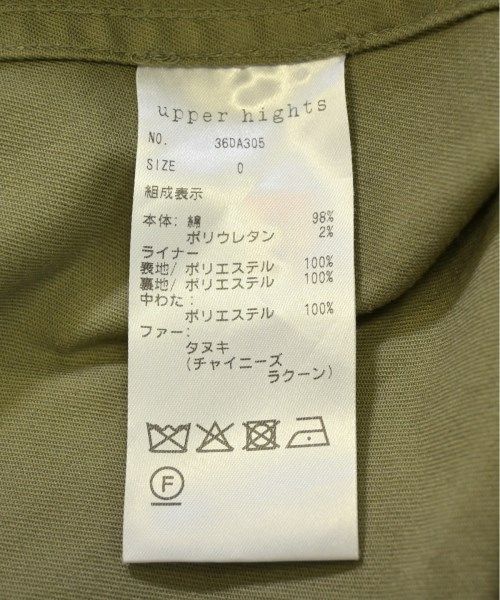 upper hights
NO. 36DA305
SIZE 0
組成表示
本体: 綿 98%
ポリウレタン 2%
ライナー
表地/ ポリエステル 100%
裏地/ ポリエステル 100%
中わた:
ポリエステル 100%
ファー:
タヌキ
(チャイニーズ
ラクーン)
F